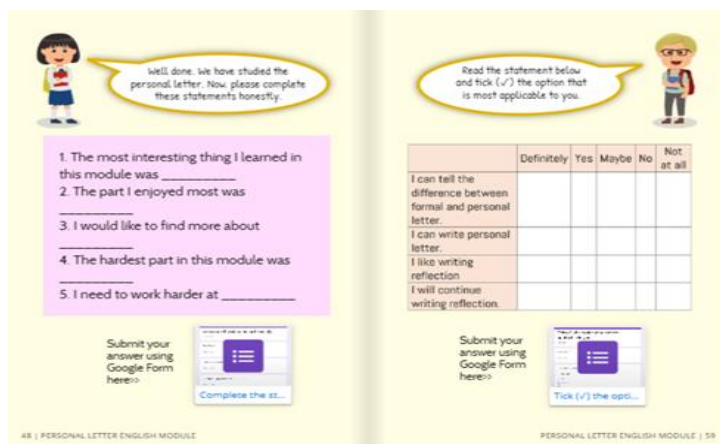 Well done. We have studied the
personal letter. Now, please complete
these statements honestly.
1. The most interesting thing I learned in
this module was _________
2. The part I enjoyed most was
_________
3. I would like to find more about
_________
4. The hardest part in this module was
_________
5. I need to work harder at _________
Submit your
answer using
Google Form
here>>
Complete the st...
48 | PERSONAL LETTER ENGLISH MODULE
Read the statement below
and tick (✓) the option that
is most applicable to you.
Definitely Yes Maybe No Not at all
I can tell the
difference between
formal and personal
letter.
I can write personal
letter.
I like writing
reflection
I will continue
writing reflection.
Submit your
answer using
Google Form
here>>
Tick (✓) the opti...
PERSONAL LETTER ENGLISH MODULE | 59